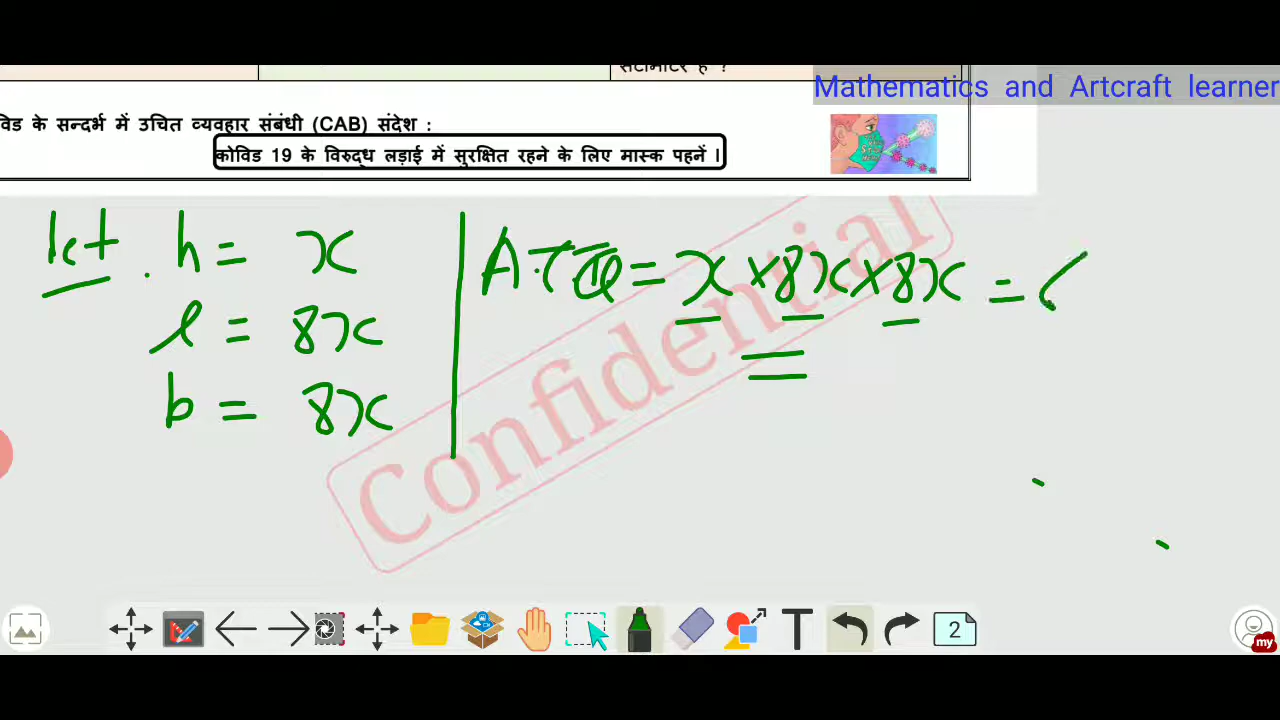 Mathematics and Artcraft learner
के सन्दर्भ में उचित व्यवहार संबंधी (CAB) संदेश :
कोविड 19 के विरुद्ध लड़ाई में सुरक्षित रहने के लिए मास्क पहनें ।
let . h = x
l = 8x
b = 8x
A.T.Q = x × 8x × 8x =
Confidential
2
my